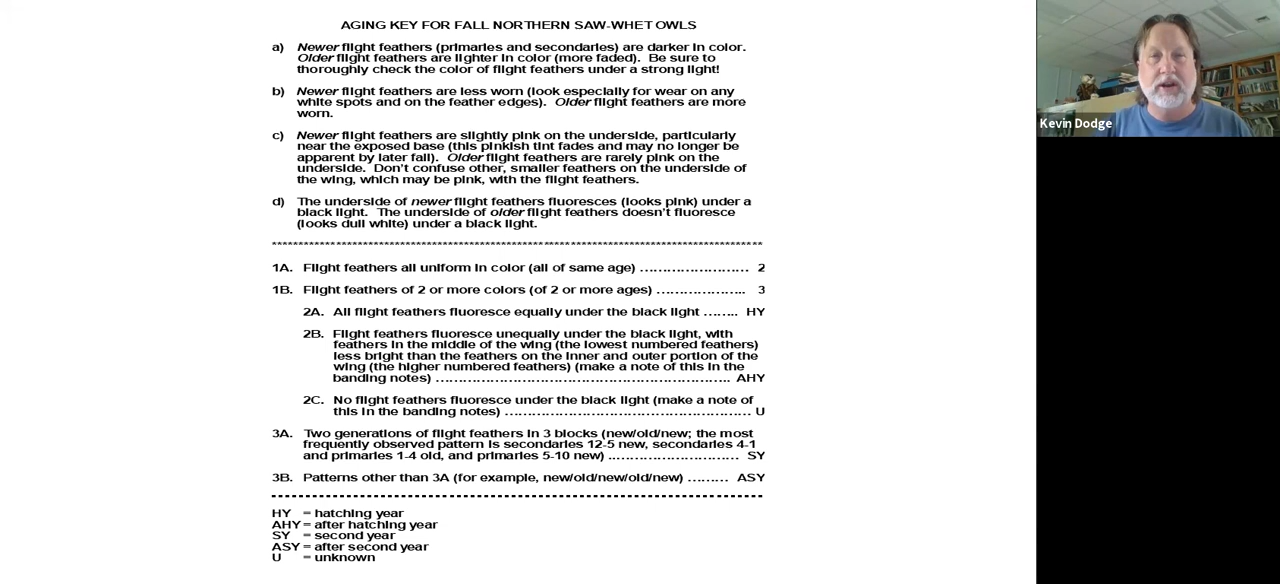 AGING KEY FOR FALL NORTHERN SAW-WHET OWLS
a) Newer flight feathers (primaries and secondaries) are darker in color.
Older flight feathers are lighter in color (more faded). Be sure to
thoroughly check the color of flight feathers under a strong light!
b) Newer flight feathers are less worn (look especially for wear on any
white spots and on the feather edges). Older flight feathers are more
worn.
c) Newer flight feathers are slightly pink on the underside, particularly
near the exposed base (this pinkish tint fades and may no longer be
apparent by later fall). Older flight feathers are rarely pink on the
underside. Don't confuse other, smaller feathers on the underside of
the wing, which may be pink, with the flight feathers.
d) The underside of newer flight feathers fluoresces (looks pink) under a
black light. The underside of older flight feathers doesn't fluoresce
(looks dull white) under a black light.
*******************************************************************************************
1A. Flight feathers all uniform in color (all of same age) …………………… 2
1B. Flight feathers of 2 or more colors (of 2 or more ages) ……………….. 3
2A. All flight feathers fluoresce equally under the black light …….. HY
2B. Flight feathers fluoresce unequally under the black light, with
feathers in the middle of the wing (the lowest numbered feathers)
less bright than the feathers on the inner and outer portion of the
wing (the higher numbered feathers) (make a note of this in the
banding notes) ………………………………………………….. AHY
2C. No flight feathers fluoresce under the black light (make a note of
this in the banding notes) …………………………………………. U
3A. Two generations of flight feathers in 3 blocks (new/old/new; the most
frequently observed pattern is secondaries 12-5 new, secondaries 4-1
and primaries 1-4 old, and primaries 5-10 new) ………………………. SY
3B. Patterns other than 3A (for example, new/old/new/old/new) ……… ASY
HY = hatching year
AHY = after hatching year
SY = second year
ASY = after second year
U = unknown
Kevin Dodge